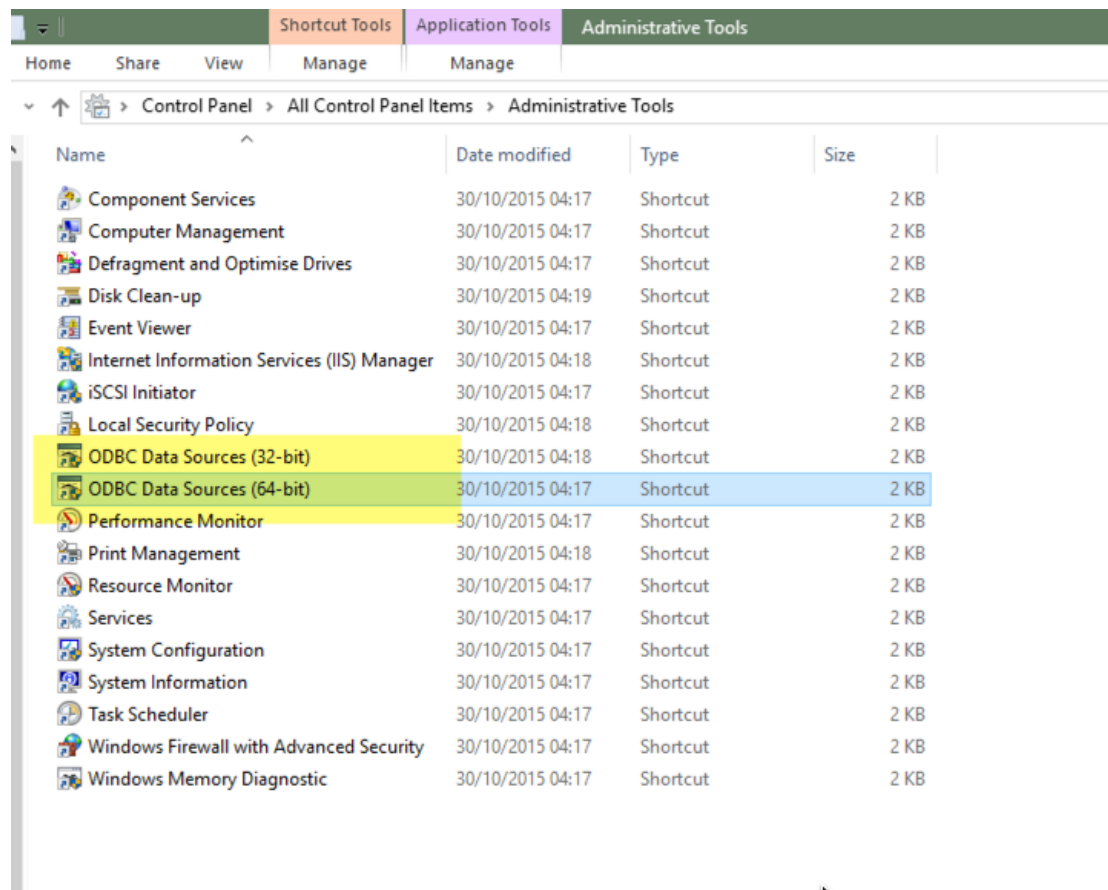 Shortcut Tools Application Tools Administrative Tools
Home Share View Manage Manage
Control Panel > All Control Panel Items > Administrative Tools
Name Date modified Type Size
Component Services 30/10/2015 04:17 Shortcut 2 KB
Computer Management 30/10/2015 04:17 Shortcut 2 KB
Defragment and Optimise Drives 30/10/2015 04:17 Shortcut 2 KB
Disk Clean-up 30/10/2015 04:19 Shortcut 2 KB
Event Viewer 30/10/2015 04:17 Shortcut 2 KB
Internet Information Services (IIS) Manager 30/10/2015 04:18 Shortcut 2 KB
iSCSI Initiator 30/10/2015 04:17 Shortcut 2 KB
Local Security Policy 30/10/2015 04:18 Shortcut 2 KB
ODBC Data Sources (32-bit) 30/10/2015 04:18 Shortcut 2 KB
ODBC Data Sources (64-bit) 30/10/2015 04:17 Shortcut 2 KB
Performance Monitor 30/10/2015 04:17 Shortcut 2 KB
Print Management 30/10/2015 04:18 Shortcut 2 KB
Resource Monitor 30/10/2015 04:17 Shortcut 2 KB
Services 30/10/2015 04:17 Shortcut 2 KB
System Configuration 30/10/2015 04:17 Shortcut 2 KB
System Information 30/10/2015 04:17 Shortcut 2 KB
Task Scheduler 30/10/2015 04:17 Shortcut 2 KB
Windows Firewall with Advanced Security 30/10/2015 04:17 Shortcut 2 KB
Windows Memory Diagnostic 30/10/2015 04:17 Shortcut 2 KB